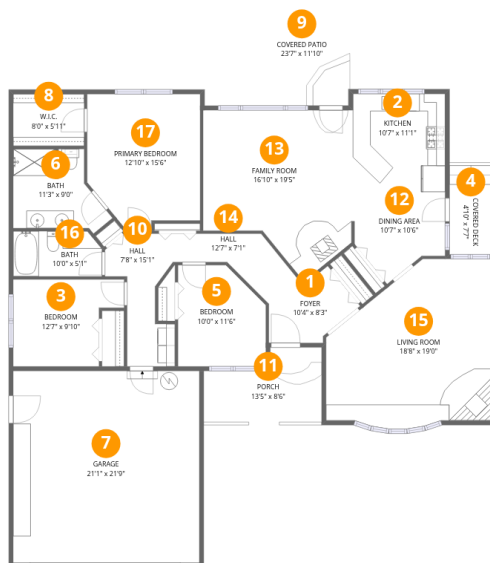 9
COVERED PATIO
23'7" x 11'10"
8
W.I.C.
8'0" x 5'11"
2
KITCHEN
10'7" x 11'1"
17
PRIMARY BEDROOM
12'10" x 15'6"
13
FAMILY ROOM
16'10" x 19'5"
6
BATH
11'3" x 9'0"
4
COVERED DECK
4'10" x 7'7"
12
DINING AREA
10'7" x 10'6"
14
HALL
12'7" x 7'1"
10
HALL
7'8" x 15'1"
16
BATH
10'0" x 5'1"
3
BEDROOM
12'7" x 9'10"
5
BEDROOM
10'0" x 11'6"
1
FOYER
10'4" x 8'3"
15
LIVING ROOM
18'8" x 19'0"
11
PORCH
13'5" x 8'6"
7
GARAGE
21'1" x 21'9"